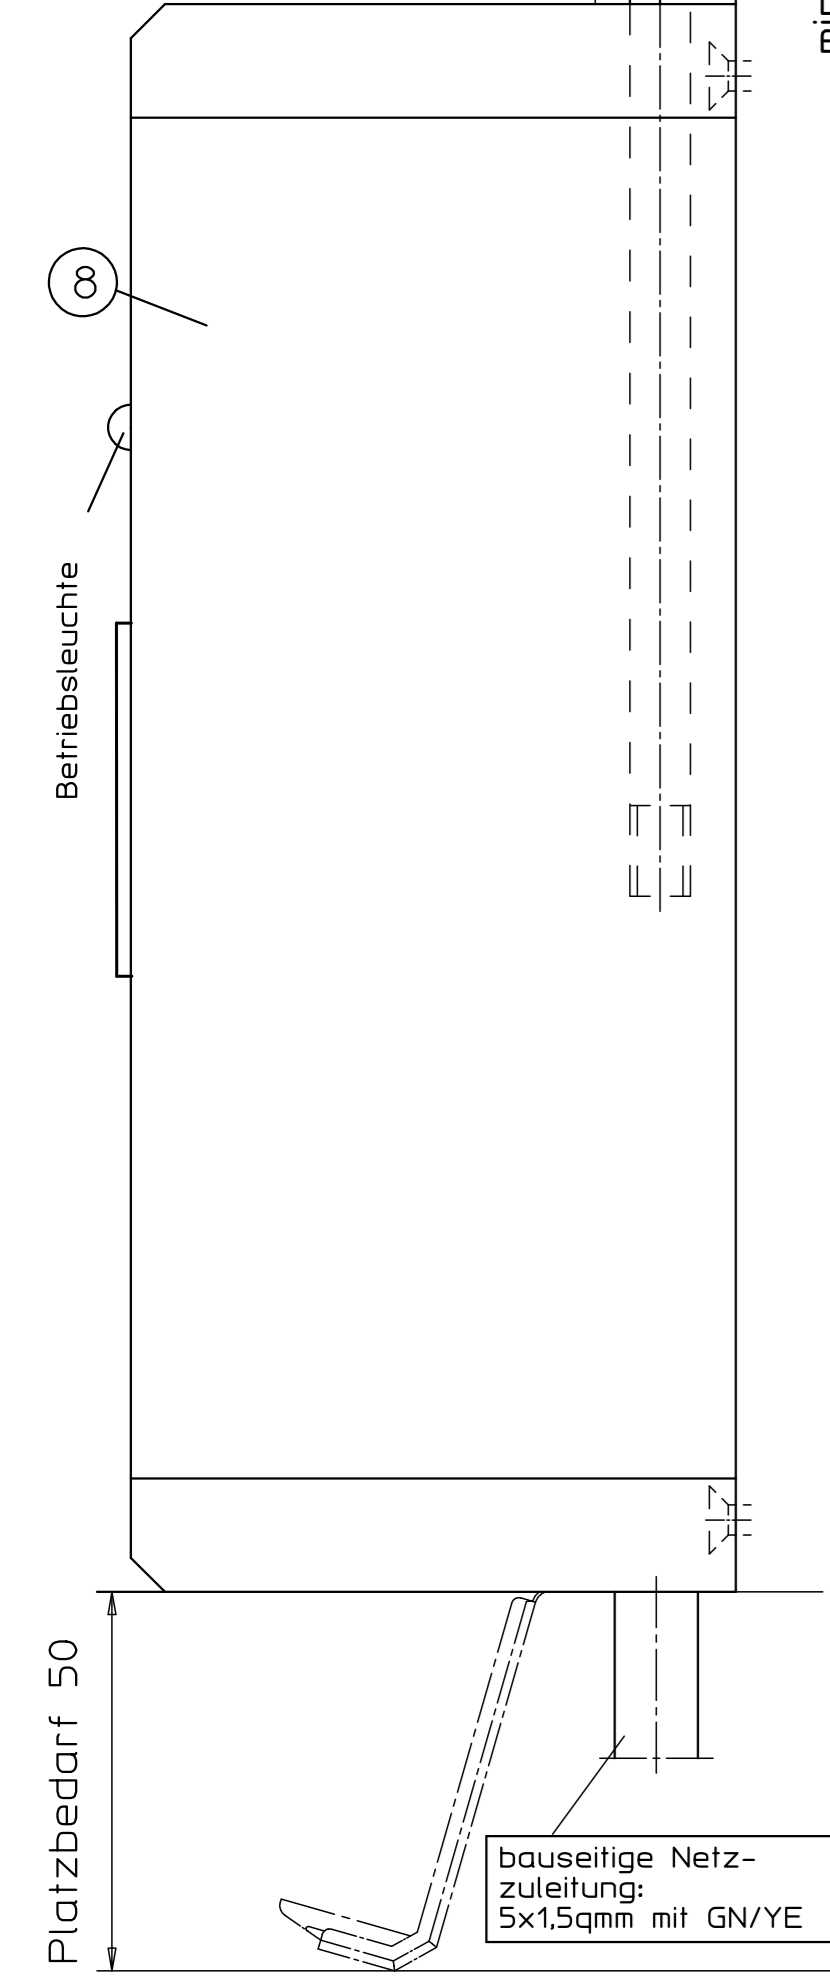 8
Betriebsleuchte
Platzbedarf 50
bauseitige Netz-
zuleitung:
5x1,5qmm mit GN/YE